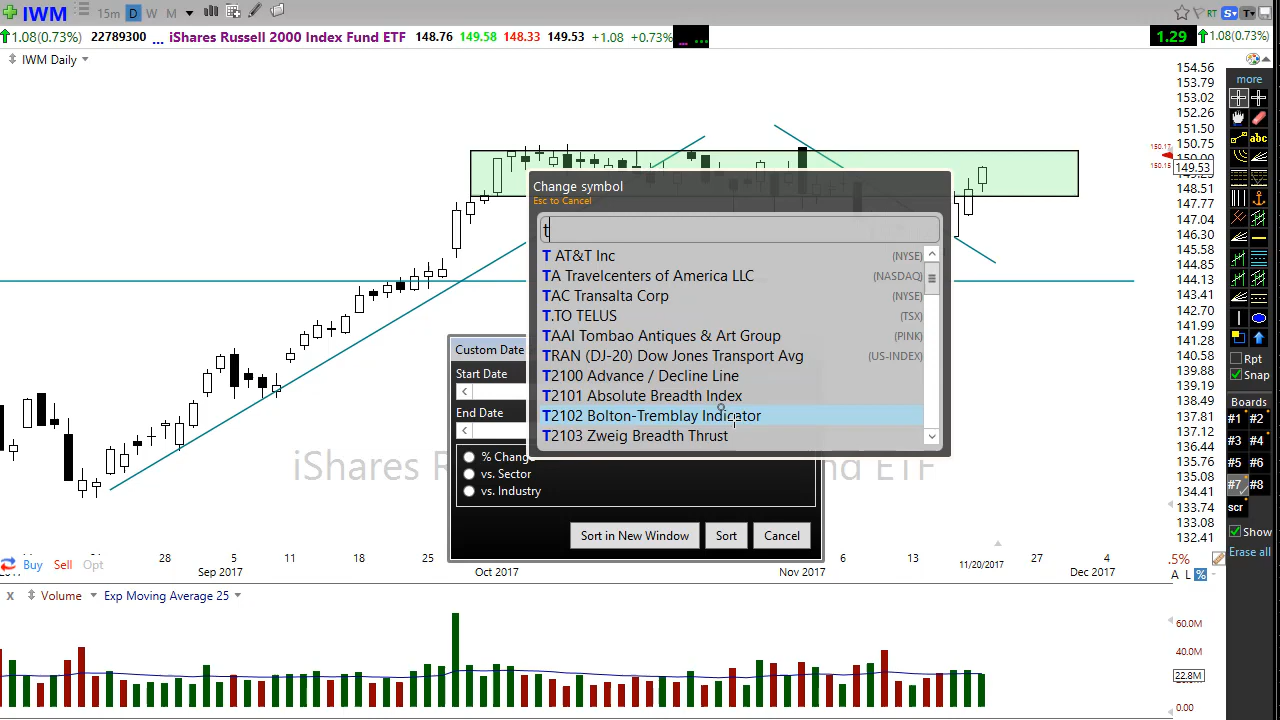 IWM
15m D W M
1.08(0.73%) 22789300 ... iShares Russell 2000 Index Fund ETF 148.76 149.58 148.33 149.53 +1.08 +0.73% ... 1.29 1.08(0.73%)
RT S T
IWM Daily
more
154.56
153.79
153.02
152.26
151.50
150.75
150.17
150.00
150.15
149.53
148.51
147.04
146.30
145.58
144.85
144.13
143.41
142.70
141.99
141.28
140.58
139.88
139.19
138.50
137.81
137.12
136.44
135.76
135.08
134.41
133.74
133.07
132.41
abc
Rpt
Snap
Boards
#1 #2
#3 #4
#5 #6
#7 #8
scr
Show
Erase all
Change symbol
Esc to Cancel
t
T AT&T Inc (NYSE)
TA Travelcenters of America LLC (NASDAQ)
TAC Transalta Corp (NYSE)
T.TO TELUS (TSX)
TAAI Tombao Antiques & Art Group (PINK)
TRAN (DJ-20) Dow Jones Transport Avg (US-INDEX)
T2100 Advance / Decline Line
T2101 Absolute Breadth Index
T2102 Bolton-Tremblay Indicator
T2103 Zweig Breadth Thrust
Custom Date
Start Date
End Date
% Change
vs. Sector
vs. Industry
Sort in New Window Sort Cancel
iShares R nd ETF
28 5 11 18 25 6 13 27 4
Sep 2017 Oct 2017 Nov 2017 11/20/2017 Dec 2017
Buy Sell Opt
.5%
A L %
x Volume Exp Moving Average 25
60.0M
40.0M
22.8M
0.00